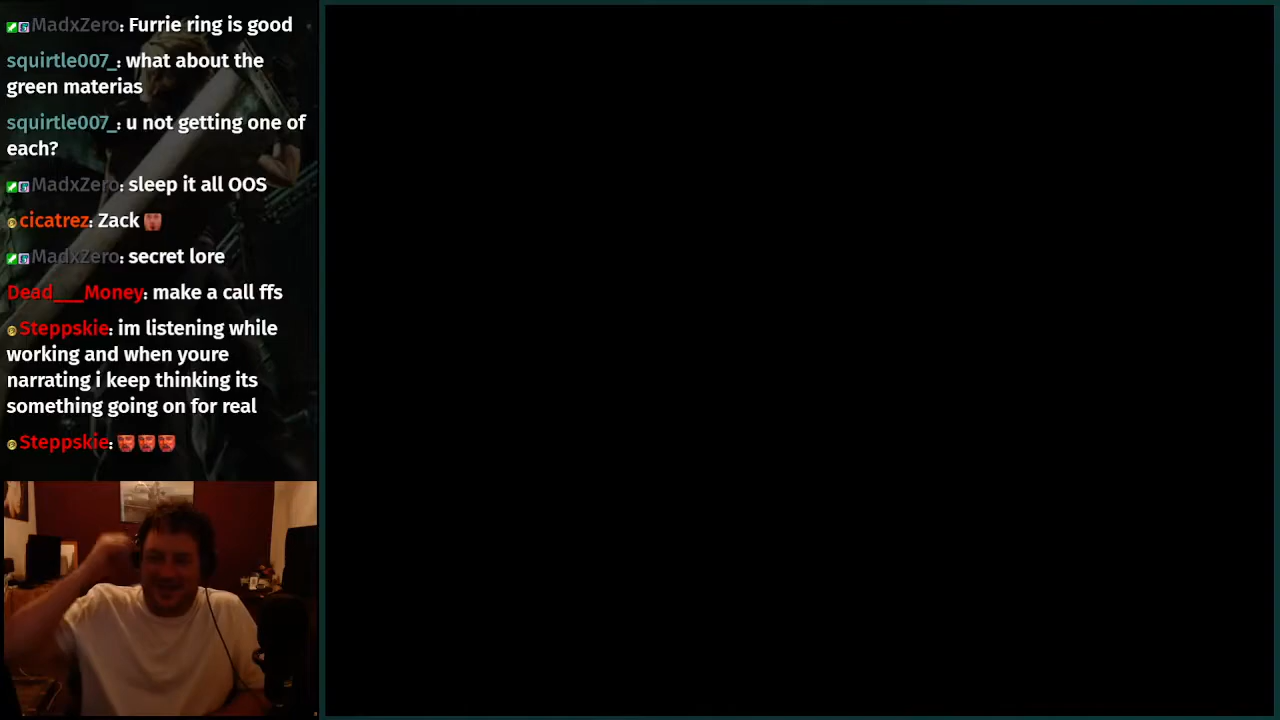 MadxZero: Furrie ring is good
squirtle007_: what about the
green materias
squirtle007_: u not getting one of
each?
MadxZero: sleep it all OOS
cicatrez: Zack
MadxZero: secret lore
Dead___Money: make a call ffs
Steppskie: im listening while
working and when youre
narrating i keep thinking its
something going on for real
Steppskie: